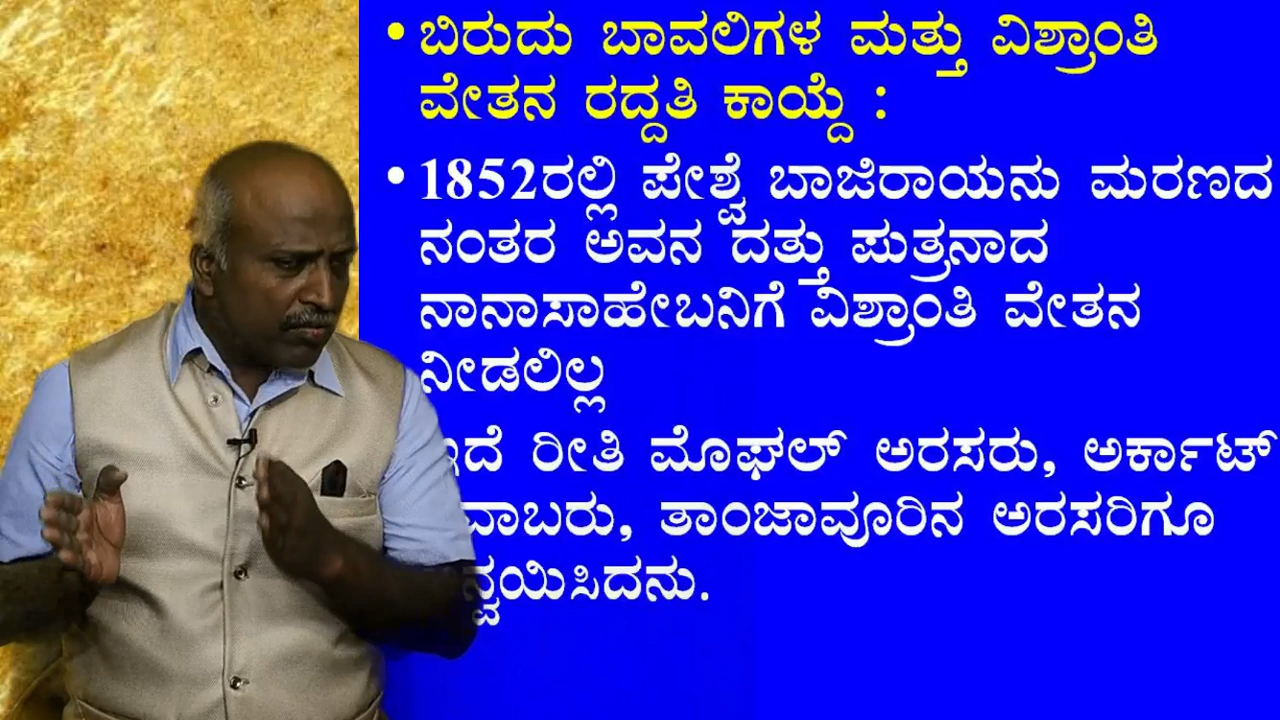 • ಬಿರುದು ಬಾವಲಿಗಳ ಮತ್ತು ವಿಶ್ರಾಂತಿ
ವೇತನ ರದ್ದತಿ ಕಾಯ್ದೆ :
• 1852ರಲ್ಲಿ ಪೇಶ್ವೆ ಬಾಜಿರಾಯನು ಮರಣದ
ನಂತರ ಅವನ ದತ್ತು ಪುತ್ರನಾದ
ನಾನಾಸಾಹೇಬನಿಗೆ ವಿಶ್ರಾಂತಿ ವೇತನ
ನೀಡಲಿಲ್ಲ
ರೀತಿ ಮೊಘಲ್ ಅರಸರು, ಅರ್ಕಾಟ್
ತಾಂಜಾವೂರಿನ ಅರಸರಿಗೂ